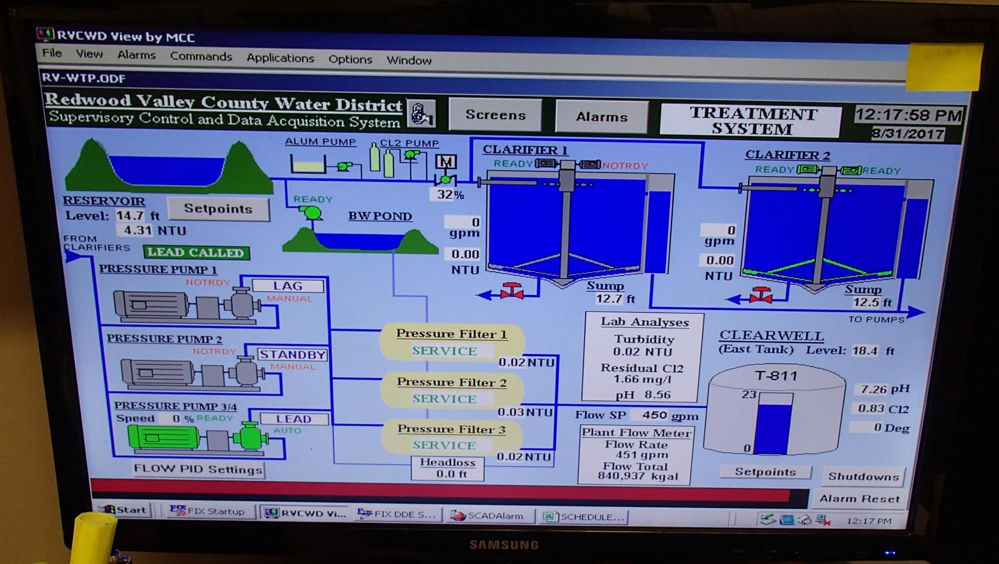 RVCWD View by MCC
File View Alarms Commands Applications Options Window
RV-WTP.ODF
Redwood Valley County Water District
Supervisory Control and Data Acquisition System
Screens
Alarms
TREATMENT
SYSTEM
12:17:58 PM
8/31/2017
ALUM PUMP
CL2 PUMP
M
32%
CLARIFIER 1
READY
NOTRDY
CLARIFIER 2
READY
READY
RESERVOIR
Level: 14.7 ft
4.31 NTU
Setpoints
READY
BW POND
0
gpm
0.00
NTU
0
gpm
0.00
NTU
FROM
CLARIFIERS
LEAD CALLED
Sump
12.7 ft
Sump
12.5 ft
TO PUMPS
PRESSURE PUMP 1
NOTRDY
LAG
MANUAL
PRESSURE PUMP 2
NOTRDY
STANDBY
MANUAL
PRESSURE PUMP 3/4
Speed 0 % READY
LEAD
AUTO
FLOW PID Settings
Pressure Filter 1
SERVICE
0.02 NTU
Pressure Filter 2
SERVICE
0.03 NTU
Pressure Filter 3
SERVICE
0.02 NTU
Headloss
0.0 ft
Lab Analyses
Turbidity
0.02 NTU
Residual Cl2
1.66 mg/l
pH 8.56
Flow SP 450 gpm
Plant Flow Meter
Flow Rate
451 gpm
Flow Total
840,937 kgal
CLEARWELL
(East Tank) Level: 18.4 ft
T-811
23
0
7.26 pH
0.83 Cl2
0 Deg
Setpoints
Shutdowns
Alarm Reset
Start
FIX Startup
RVCWD Vi...
FIX DDE S...
SCADAlarm
SCHEDULE...
12:17 PM
SAMSUNG